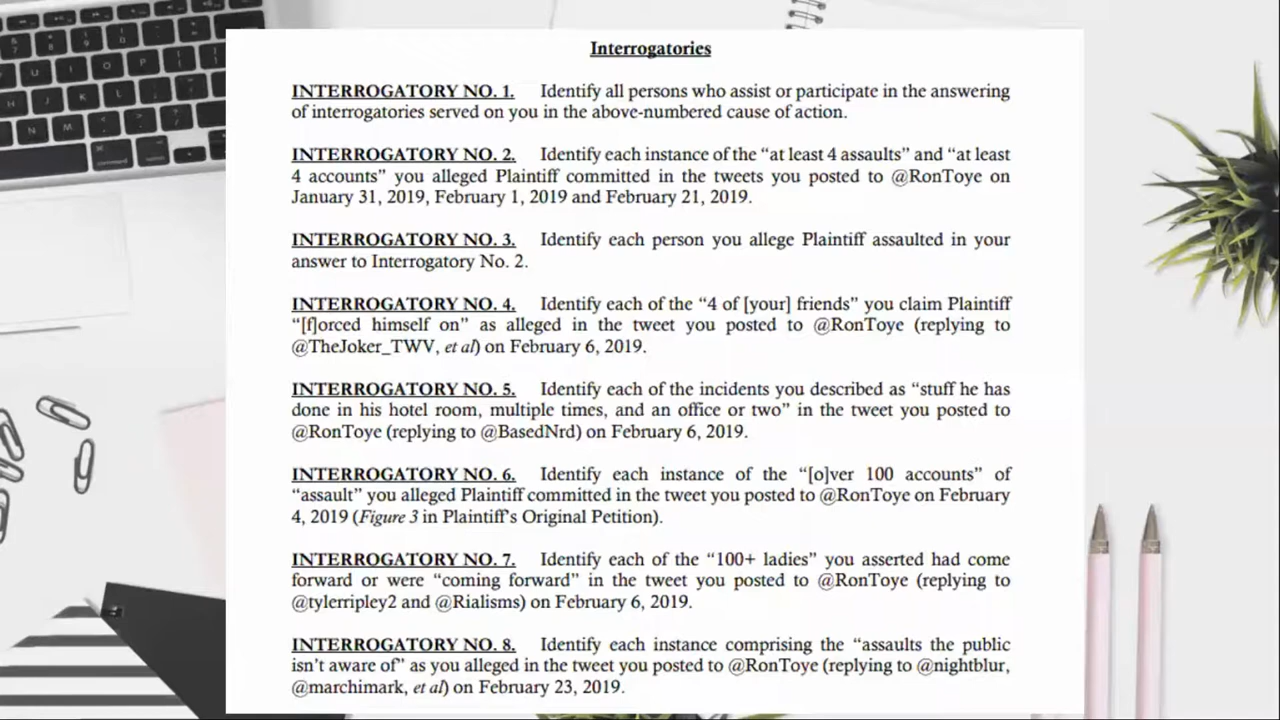 Interrogatories
INTERROGATORY NO. 1. Identify all persons who assist or participate in the answering
of interrogatories served on you in the above-numbered cause of action.
INTERROGATORY NO. 2. Identify each instance of the “at least 4 assaults” and “at least
4 accounts” you alleged Plaintiff committed in the tweets you posted to @RonToye on
January 31, 2019, February 1, 2019 and February 21, 2019.
INTERROGATORY NO. 3. Identify each person you allege Plaintiff assaulted in your
answer to Interrogatory No. 2.
INTERROGATORY NO. 4. Identify each of the “4 of [your] friends” you claim Plaintiff
“[f]orced himself on” as alleged in the tweet you posted to @RonToye (replying to
@TheJoker_TWV, et al) on February 6, 2019.
INTERROGATORY NO. 5. Identify each of the incidents you described as “stuff he has
done in his hotel room, multiple times, and an office or two” in the tweet you posted to
@RonToye (replying to @BasedNrd) on February 6, 2019.
INTERROGATORY NO. 6. Identify each instance of the “[o]ver 100 accounts” of
“assault” you alleged Plaintiff committed in the tweet you posted to @RonToye on February
4, 2019 (Figure 3 in Plaintiff’s Original Petition).
INTERROGATORY NO. 7. Identify each of the “100+ ladies” you asserted had come
forward or were “coming forward” in the tweet you posted to @RonToye (replying to
@tylerripley2 and @Rialisms) on February 6, 2019.
INTERROGATORY NO. 8. Identify each instance comprising the “assaults the public
isn’t aware of” as you alleged in the tweet you posted to @RonToye (replying to @nightblur,
@marchimark, et al) on February 23, 2019.